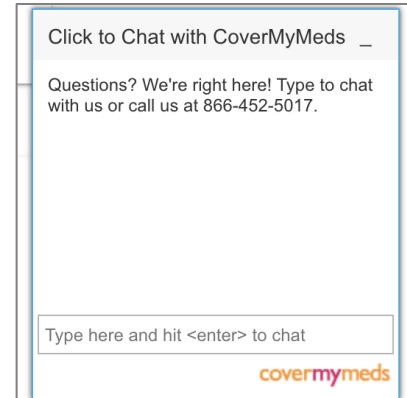 Click to Chat with CoverMyMeds _
Questions? We're right here! Type to chat
with us or call us at 866-452-5017.
Type here and hit <enter> to chat
covermymeds